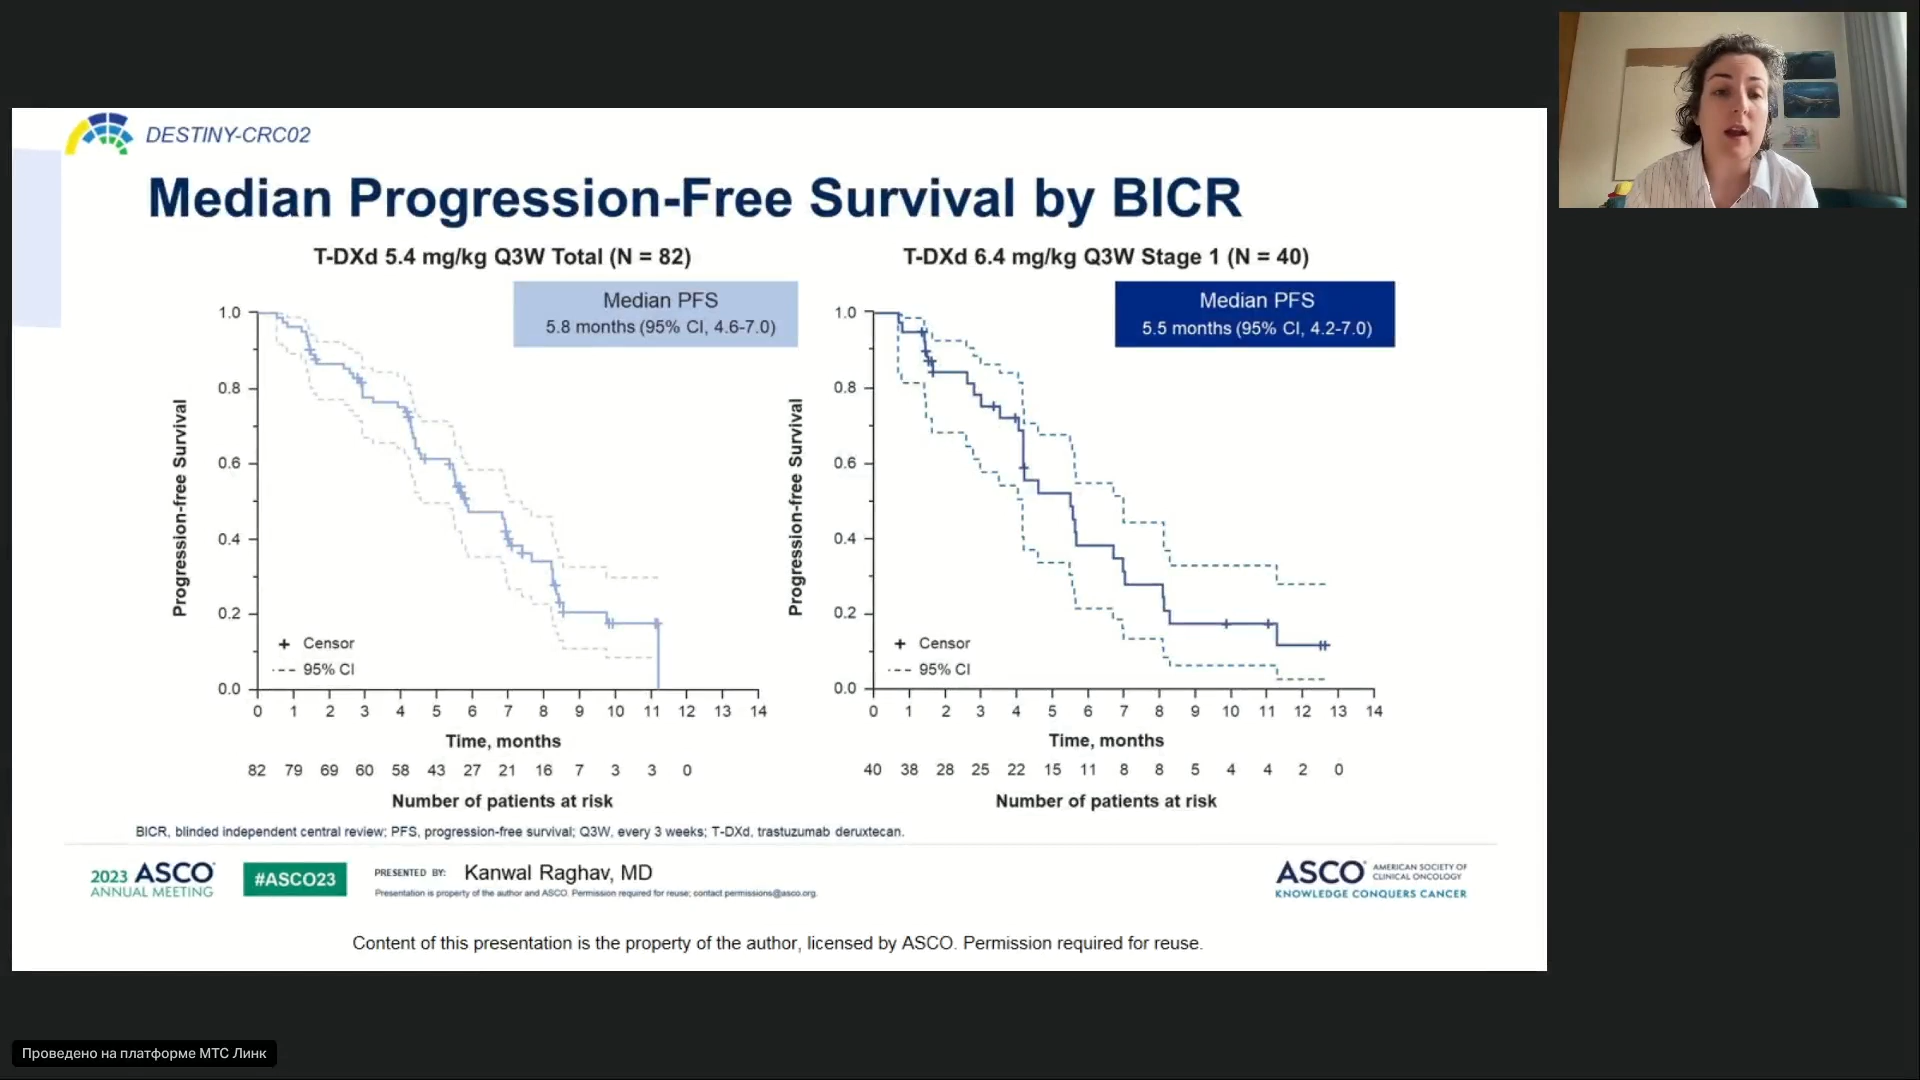 DESTINY-CRC02
Median Progression-Free Survival by BICR
T-DXd 5.4 mg/kg Q3W Total (N = 82)
Median PFS
5.8 months (95% CI, 4.6-7.0)
Progression-free Survival
1.0
0.8
0.6
0.4
0.2
0.0
+ Censor
--- 95% CI
0 1 2 3 4 5 6 7 8 9 10 11 12 13 14
Time, months
82 79 69 60 58 43 27 21 16 7 3 3 0
Number of patients at risk
T-DXd 6.4 mg/kg Q3W Stage 1 (N = 40)
Median PFS
5.5 months (95% CI, 4.2-7.0)
Progression-free Survival
1.0
0.8
0.6
0.4
0.2
0.0
+ Censor
--- 95% CI
0 1 2 3 4 5 6 7 8 9 10 11 12 13 14
Time, months
40 38 28 25 22 15 11 8 8 5 4 4 2 0
Number of patients at risk
BICR, blinded independent central review; PFS, progression-free survival; Q3W, every 3 weeks; T-DXd, trastuzumab deruxtecan.
2023 ASCO
ANNUAL MEETING
#ASCO23
PRESENTED BY: Kanwal Raghav, MD
Presentation is property of the author and ASCO. Permission required for reuse; contact permissions@asco.org.
ASCO AMERICAN SOCIETY OF
CLINICAL ONCOLOGY
KNOWLEDGE CONQUERS CANCER
Content of this presentation is the property of the author, licensed by ASCO. Permission required for reuse.
Проведено на платформе МТС Линк